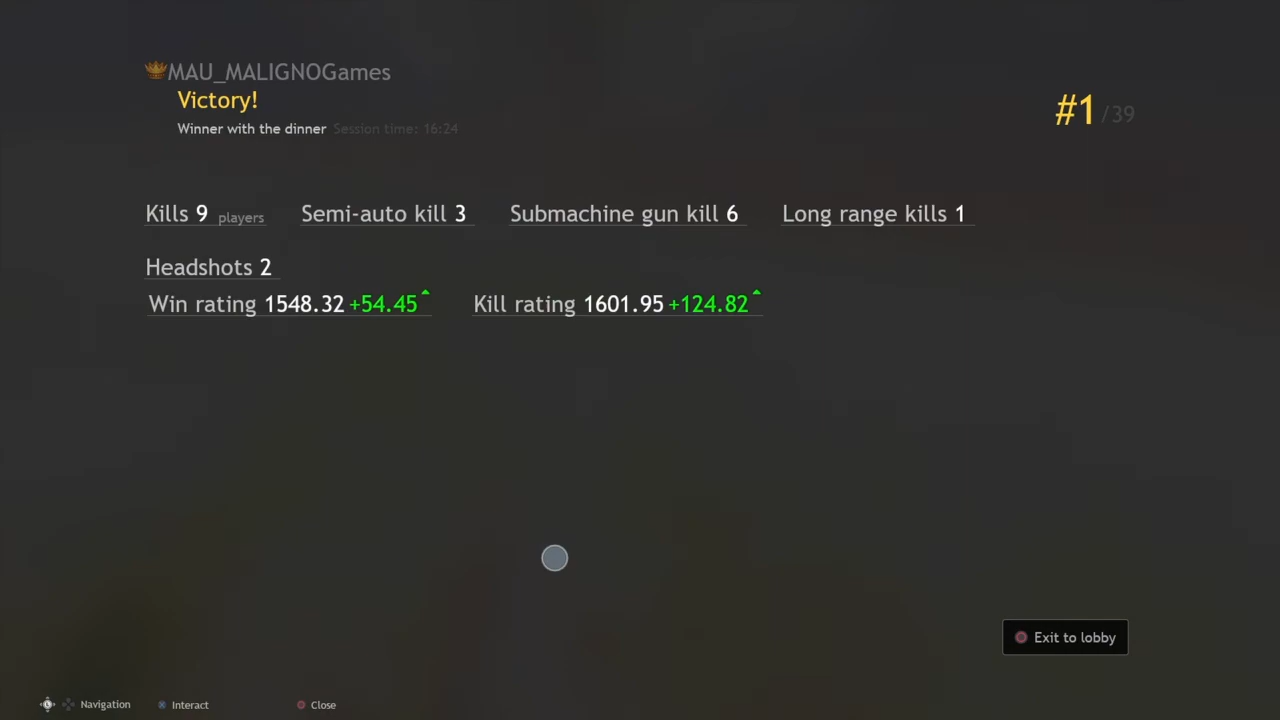 MAU_MALIGNOGames
Victory!
#1 /39
Winner with the dinner Session time: 16:24
Kills 9 players Semi-auto kill 3 Submachine gun kill 6 Long range kills 1
Headshots 2
Win rating 1548.32 +54.45 Kill rating 1601.95 +124.82
Exit to lobby
L Navigation Interact Close